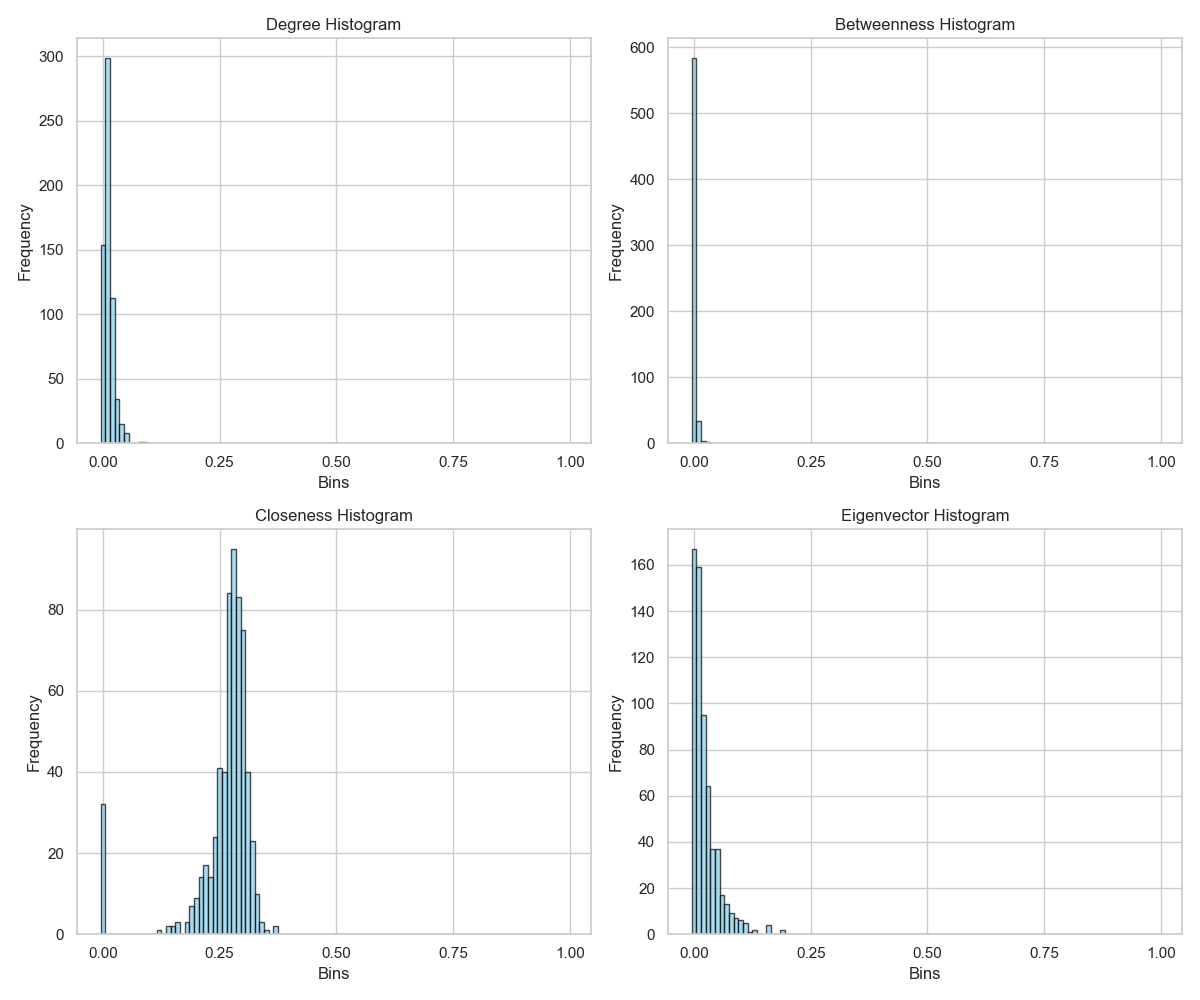 Degree Histogram
300
250
200
150
100
50
0
Frequency
0.00 0.25 0.50 0.75 1.00
Bins
Betweenness Histogram
600
500
400
300
200
100
0
Frequency
0.00 0.25 0.50 0.75 1.00
Bins
Closeness Histogram
80
60
40
20
0
Frequency
0.00 0.25 0.50 0.75 1.00
Bins
Eigenvector Histogram
160
140
120
100
80
60
40
20
0
Frequency
0.00 0.25 0.50 0.75 1.00
Bins